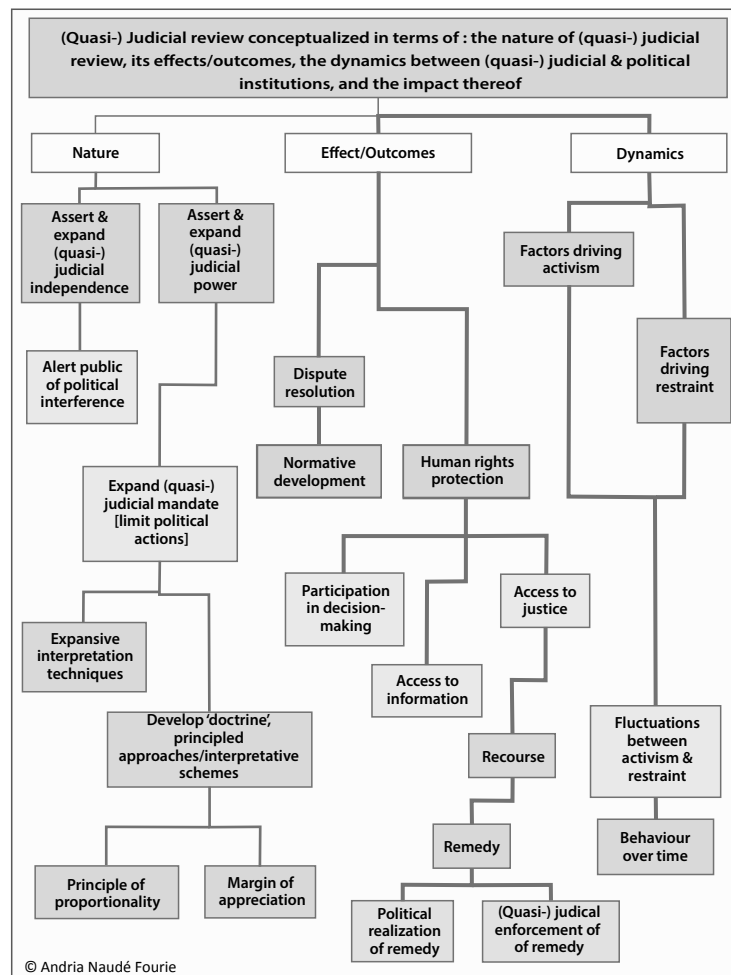 (Quasi-) Judicial review conceptualized in terms of : the nature of (quasi-) judicial
review, its effects/outcomes, the dynamics between (quasi-) judicial & political
institutions, and the impact thereof
Nature
Effect/Outcomes
Dynamics
Assert &
expand
(quasi-)
judicial
independence
Assert &
expand
(quasi-)
judicial
power
Factors driving
activism
Factors
driving
restraint
Alert public
of political
interference
Dispute
resolution
Normative
development
Human rights
protection
Expand (quasi-)
judicial mandate
[limit political
actions]
Participation
in decision-
making
Access to
justice
Expansive
interpretation
techniques
Access to
information
Develop ‘doctrine’,
principled
approaches/interpretative
schemes
Fluctuations
between
activism &
restraint
Recourse
Remedy
Behaviour
over time
Principle of
proportionality
Margin of
appreciation
Political
realization
of remedy
(Quasi-) judical
enforcement of
of remedy
© Andria Naudé Fourie